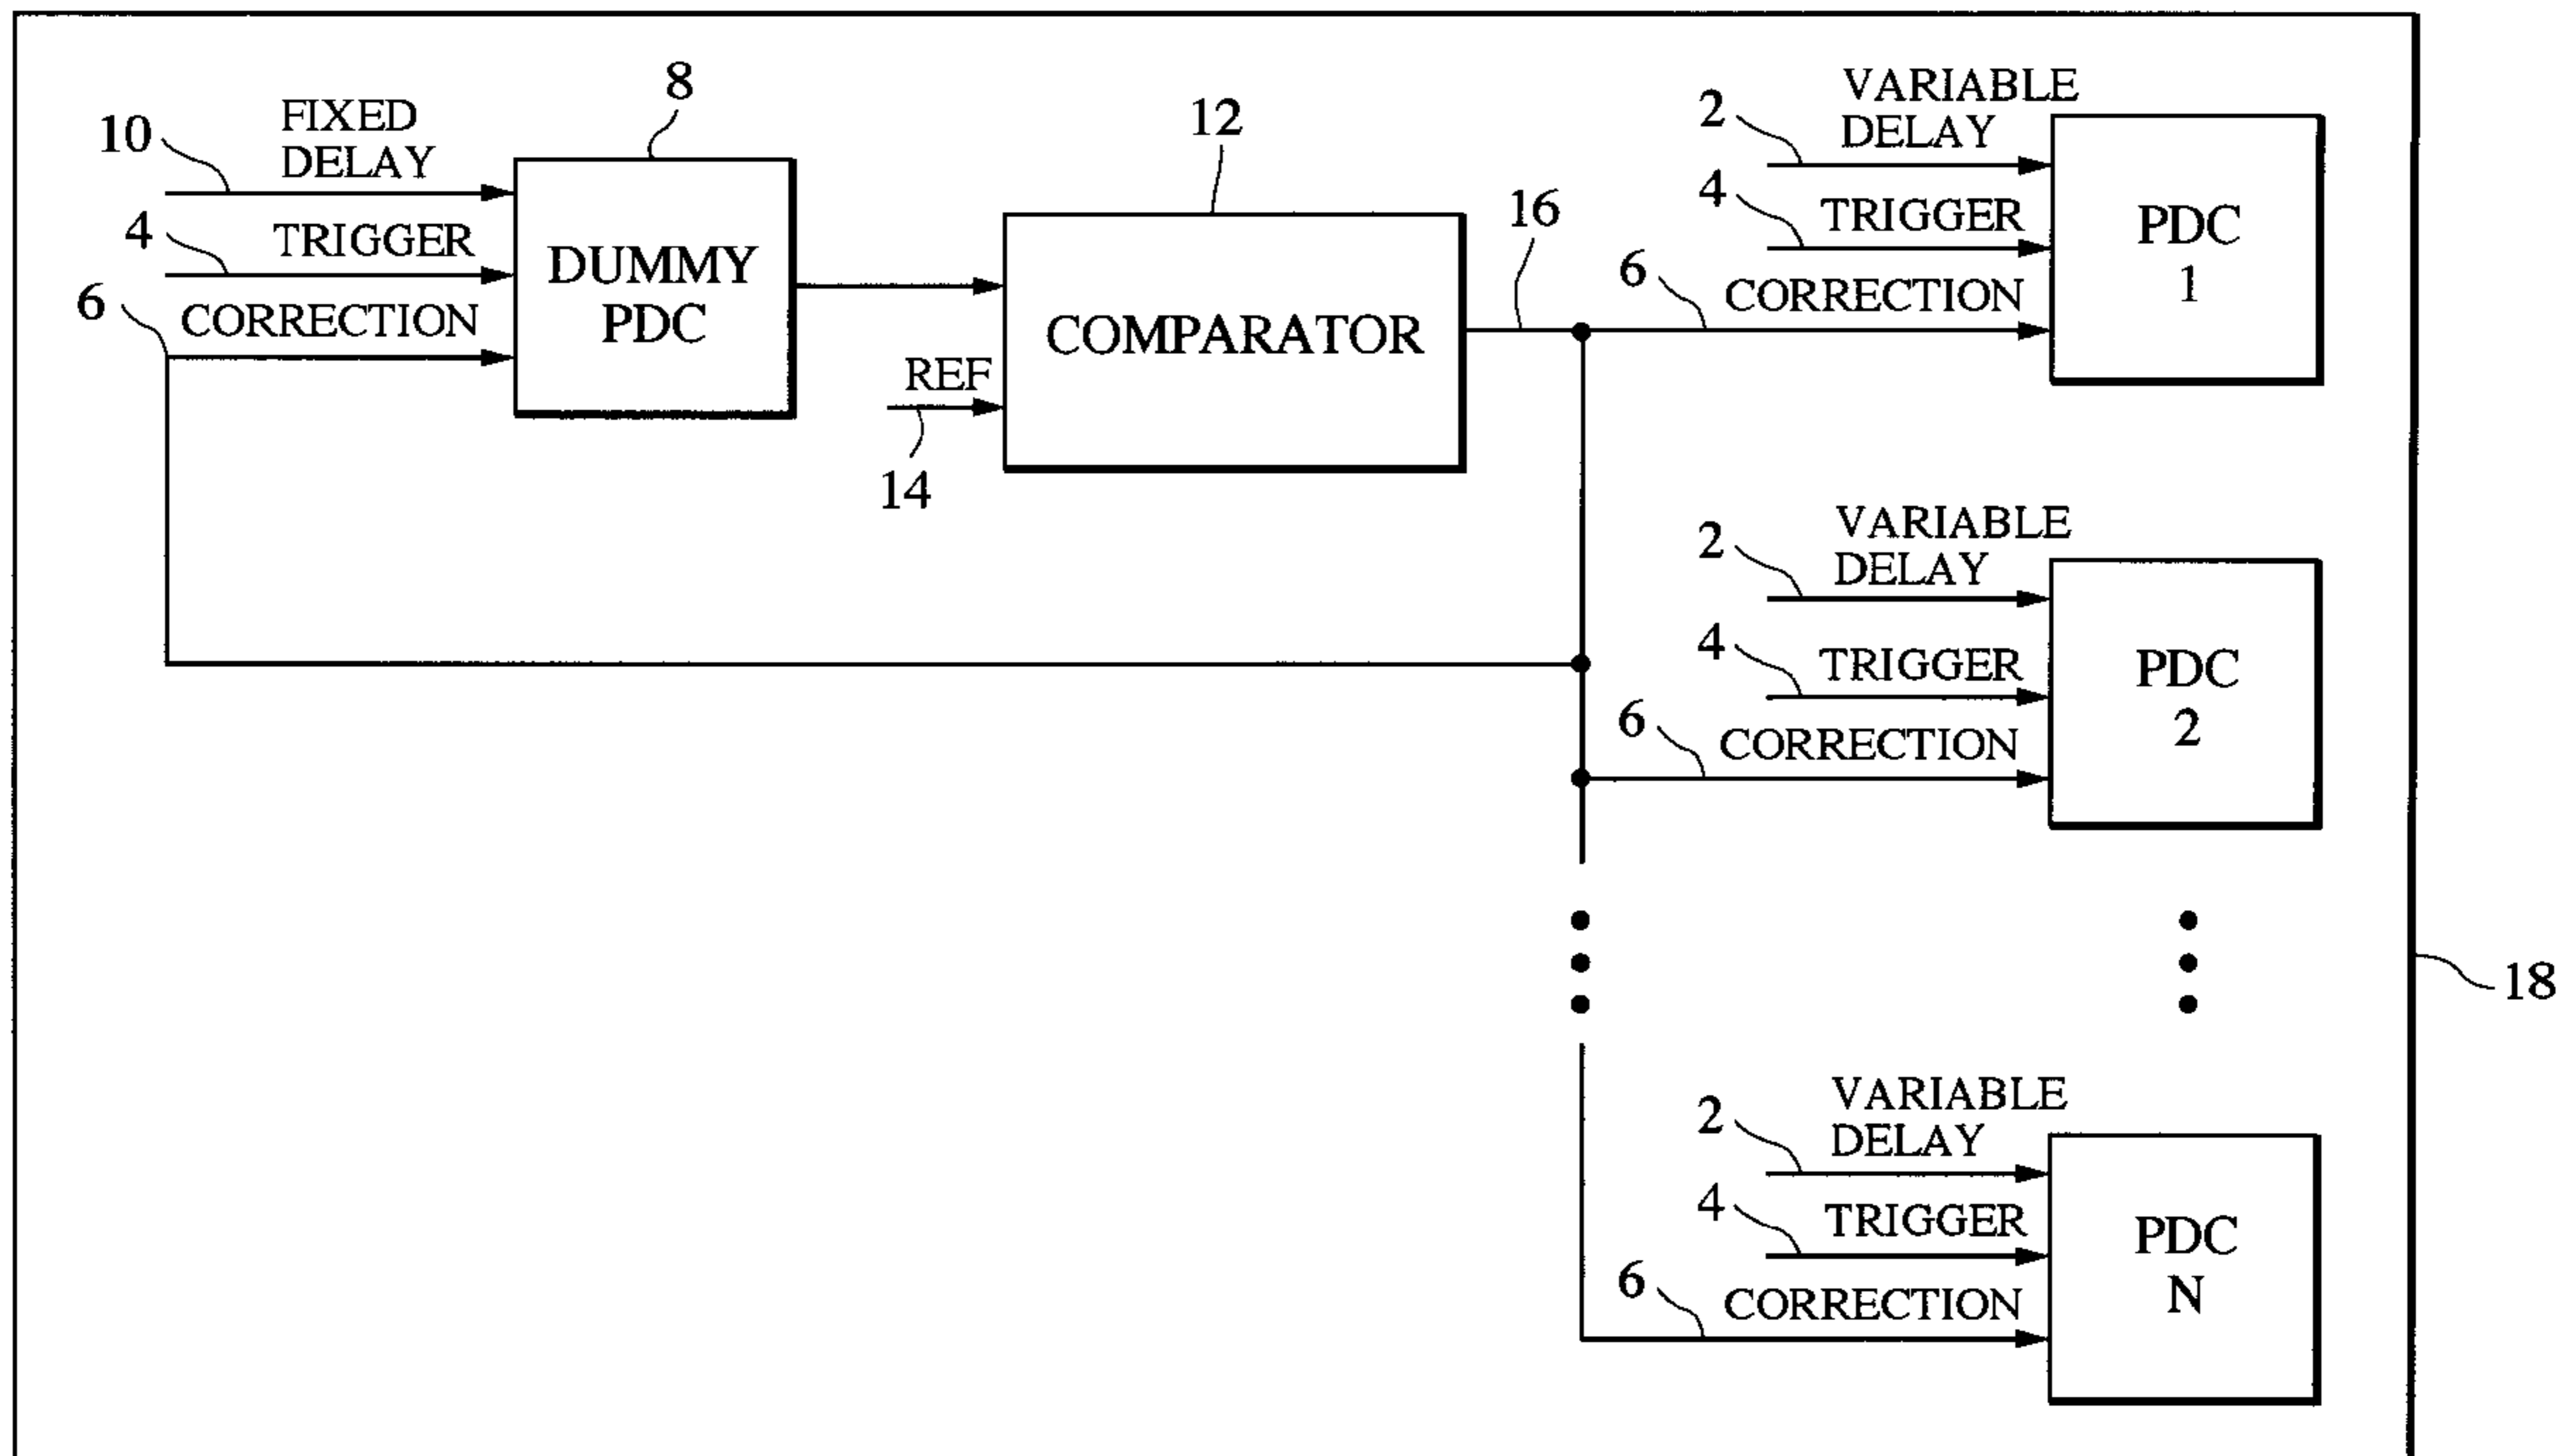 8
10
FIXED
DELAY
4
TRIGGER
6
CORRECTION
DUMMY
PDC
12
COMPARATOR
REF
14
16
2
VARIABLE
DELAY
4
TRIGGER
6
CORRECTION
PDC
1
2
VARIABLE
DELAY
4
TRIGGER
6
CORRECTION
PDC
2
18
2
VARIABLE
DELAY
4
TRIGGER
6
CORRECTION
PDC
N